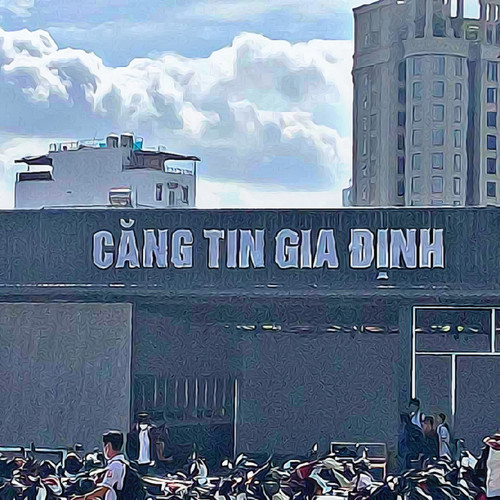 CĂNG TIN GIA ĐỊNH